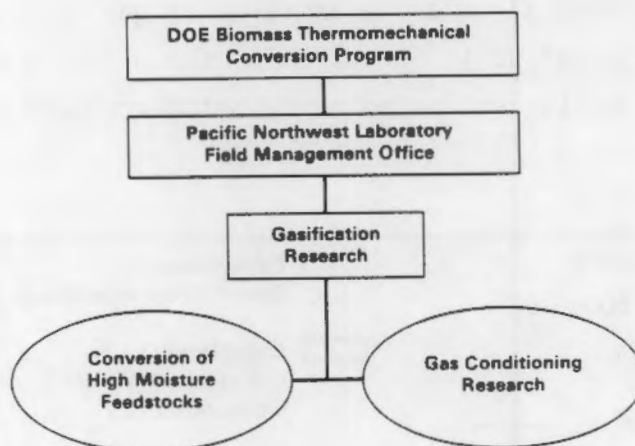 DOE Biomass Thermomechanical
Conversion Program
Pacific Northwest Laboratory
Field Management Office
Gasification
Research
Conversion of
High Moisture
Feedstocks
Gas Conditioning
Research